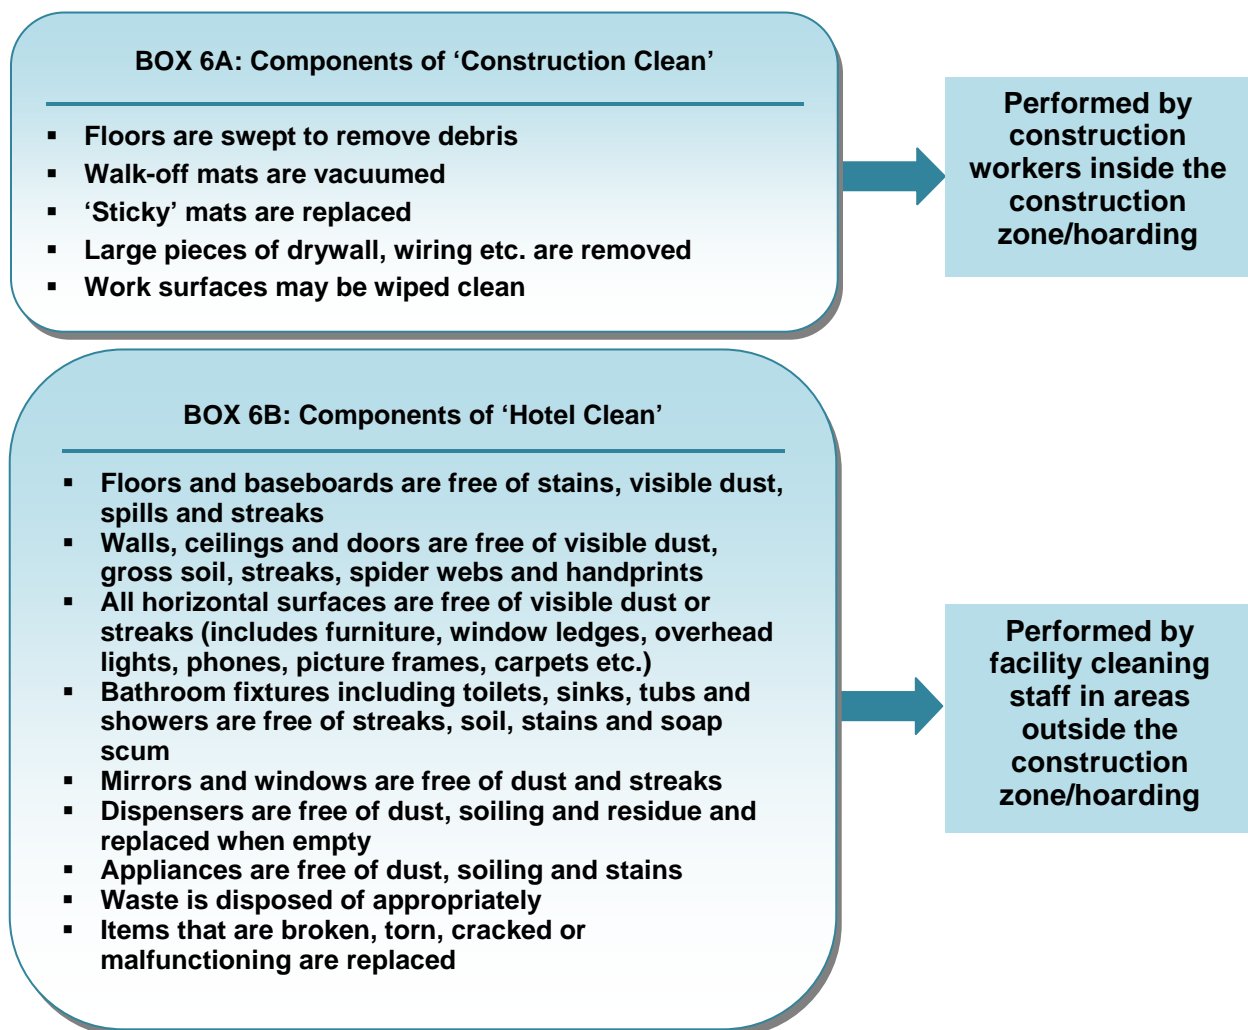 BOX 6A: Components of ‘Construction Clean’
▪ Floors are swept to remove debris
▪ Walk-off mats are vacuumed
▪ ‘Sticky’ mats are replaced
▪ Large pieces of drywall, wiring etc. are removed
▪ Work surfaces may be wiped clean
Performed by
construction
workers inside the
construction
zone/hoarding
BOX 6B: Components of ‘Hotel Clean’
▪ Floors and baseboards are free of stains, visible dust,
spills and streaks
▪ Walls, ceilings and doors are free of visible dust,
gross soil, streaks, spider webs and handprints
▪ All horizontal surfaces are free of visible dust or
streaks (includes furniture, window ledges, overhead
lights, phones, picture frames, carpets etc.)
▪ Bathroom fixtures including toilets, sinks, tubs and
showers are free of streaks, soil, stains and soap
scum
▪ Mirrors and windows are free of dust and streaks
▪ Dispensers are free of dust, soiling and residue and
replaced when empty
▪ Appliances are free of dust, soiling and stains
▪ Waste is disposed of appropriately
▪ Items that are broken, torn, cracked or
malfunctioning are replaced
Performed by
facility cleaning
staff in areas
outside the
construction
zone/hoarding